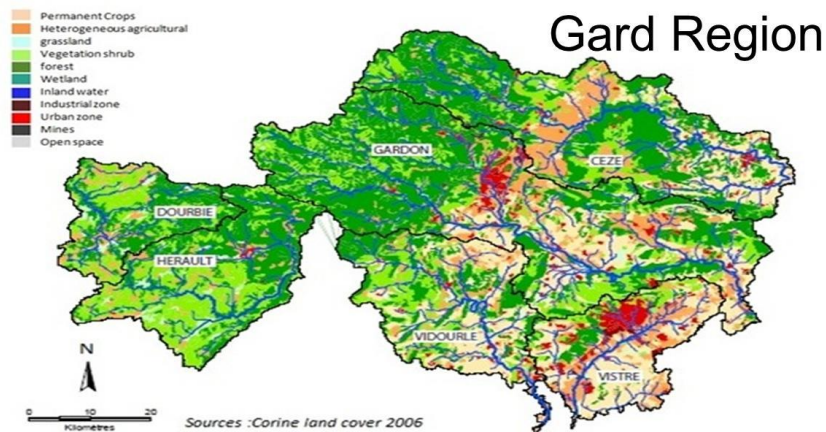 Gard Region
Permanent Crops
Heterogeneous agricultural
grassland
Vegetation shrub
forest
Wetland
Inland water
Industrial zone
Urban zone
Mines
Open space
GARDON
CEZE
DOURBIE
HERAULT
VIDOURLE
VISTRE
N
0 10 20
Kilometres
Sources :Corine land cover 2006